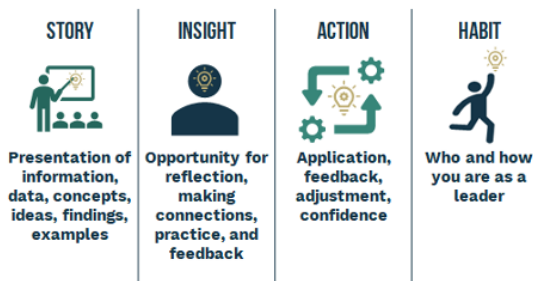 STORY
Presentation of
information,
data, concepts,
ideas, findings,
examples
INSIGHT
Opportunity for
reflection,
making
connections,
practice, and
feedback
ACTION
Application,
feedback,
adjustment,
confidence
HABIT
Who and how
you are as a
leader